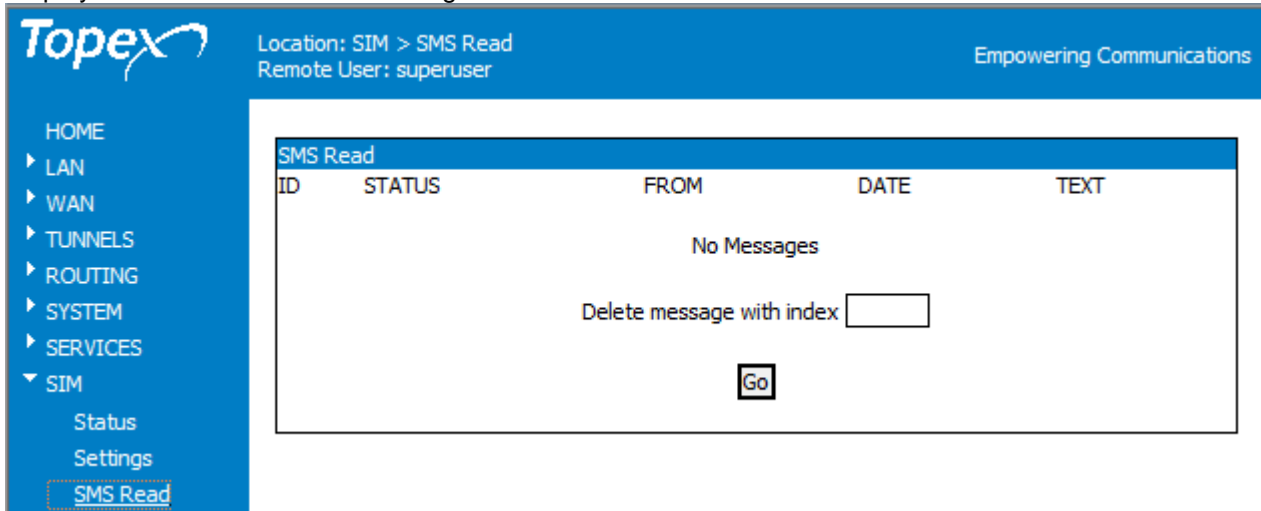 Topex
Location: SIM > SMS Read
Remote User: superuser
Empowering Communications
HOME
LAN
WAN
TUNNELS
ROUTING
SYSTEM
SERVICES
SIM
Status
Settings
SMS Read
SMS Read
ID STATUS FROM DATE TEXT
No Messages
Delete message with index
Go